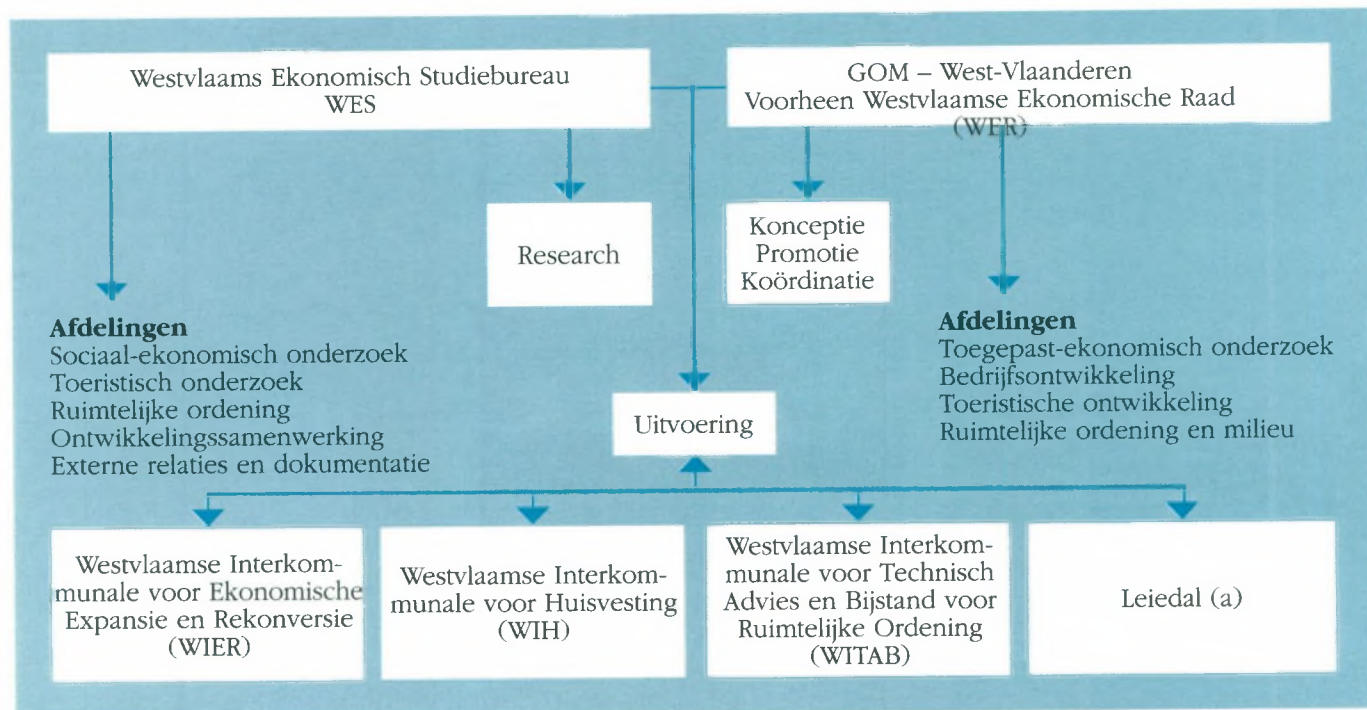 Westvlaams Ekonomisch Studiebureau
WES
GOM – West-Vlaanderen
Voorheen Westvlaamse Ekonomische Raad
(WER)
Research
Konceptie
Promotie
Koördinatie
Afdelingen
Sociaal-ekonomisch onderzoek
Toeristisch onderzoek
Ruimtelijke ordening
Ontwikkelingssamenwerking
Externe relaties en dokumentatie
Afdelingen
Toegepast-ekonomisch onderzoek
Bedrijfsontwikkeling
Toeristische ontwikkeling
Ruimtelijke ordening en milieu
Uitvoering
Westvlaamse Interkom-
munale voor Ekonomische
Expansie en Rekonversie
(WIER)
Westvlaamse Interkom-
munale voor Huisvesting
(WIH)
Westvlaamse Interkom-
munale voor Technisch
Advies en Bijstand voor
Ruimtelijke Ordening
(WITAB)
Leiedal (a)